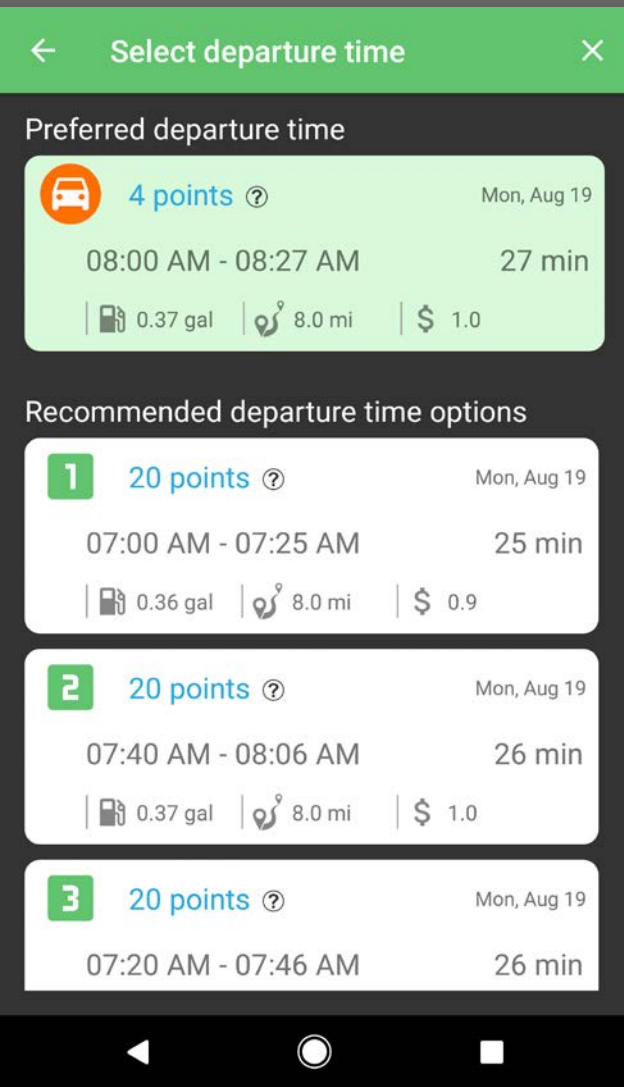 Select departure time
Preferred departure time
4 points ? Mon, Aug 19
08:00 AM - 08:27 AM 27 min
0.37 gal 8.0 mi $ 1.0
Recommended departure time options
1 20 points ? Mon, Aug 19
07:00 AM - 07:25 AM 25 min
0.36 gal 8.0 mi $ 0.9
2 20 points ? Mon, Aug 19
07:40 AM - 08:06 AM 26 min
0.37 gal 8.0 mi $ 1.0
3 20 points ? Mon, Aug 19
07:20 AM - 07:46 AM 26 min